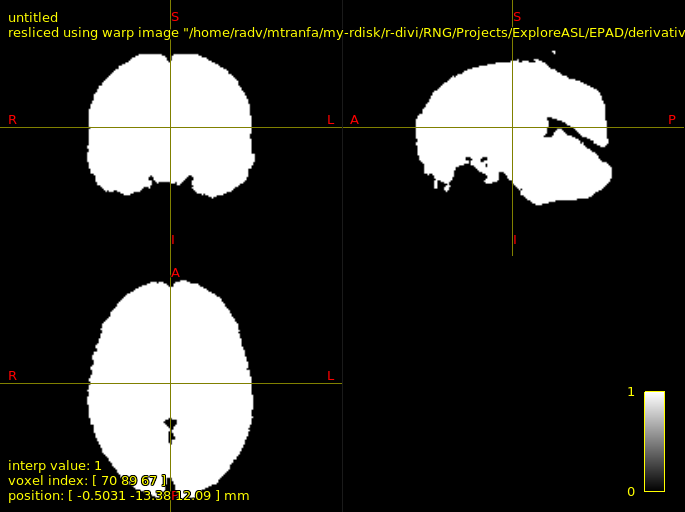 untitled
resliced using warp image "/home/radv/mtranfa/my-rdisk/r-divi/RNG/Projects/ExploreASL/EPAD/derivativ
S S
R L A P
I I
A
R L
1
interp value: 1
voxel index: [ 70 89 67 ]
0
position: [ -0.5031 -13.38 12.09 ] mm